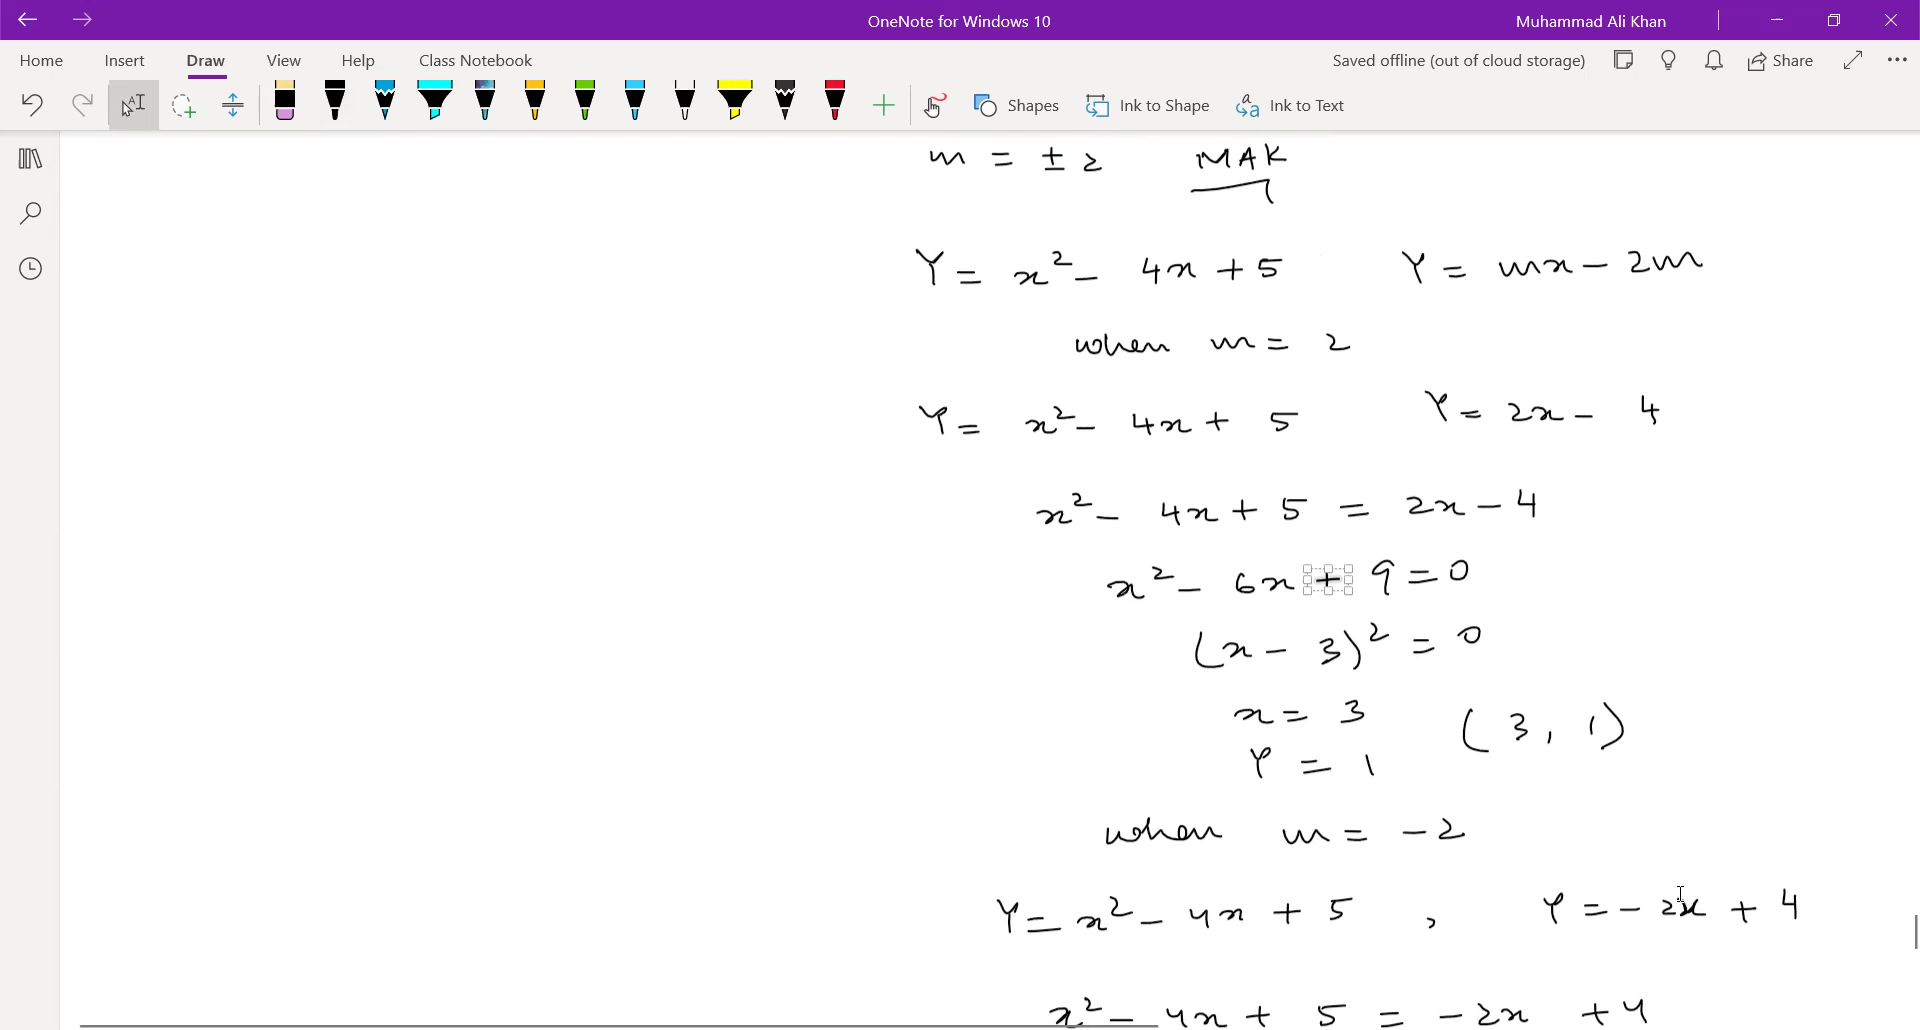 OneNote for Windows 10
Muhammad Ali Khan
Home Insert Draw View Help Class Notebook
Saved offline (out of cloud storage) Share
Shapes Ink to Shape Ink to Text
m = ± 2 MAK
Y = x² - 4x + 5 Y = mx - 2m
when m = 2
Y = x² - 4x + 5 Y = 2x - 4
x² - 4x + 5 = 2x - 4
x² - 6x + 9 = 0
(x - 3)² = 0
x = 3 (3, 1)
Y = 1
when m = -2
Y = x² - 4x + 5 , Y = - 2x + 4
x² - 4x + 5 = - 2x + 4